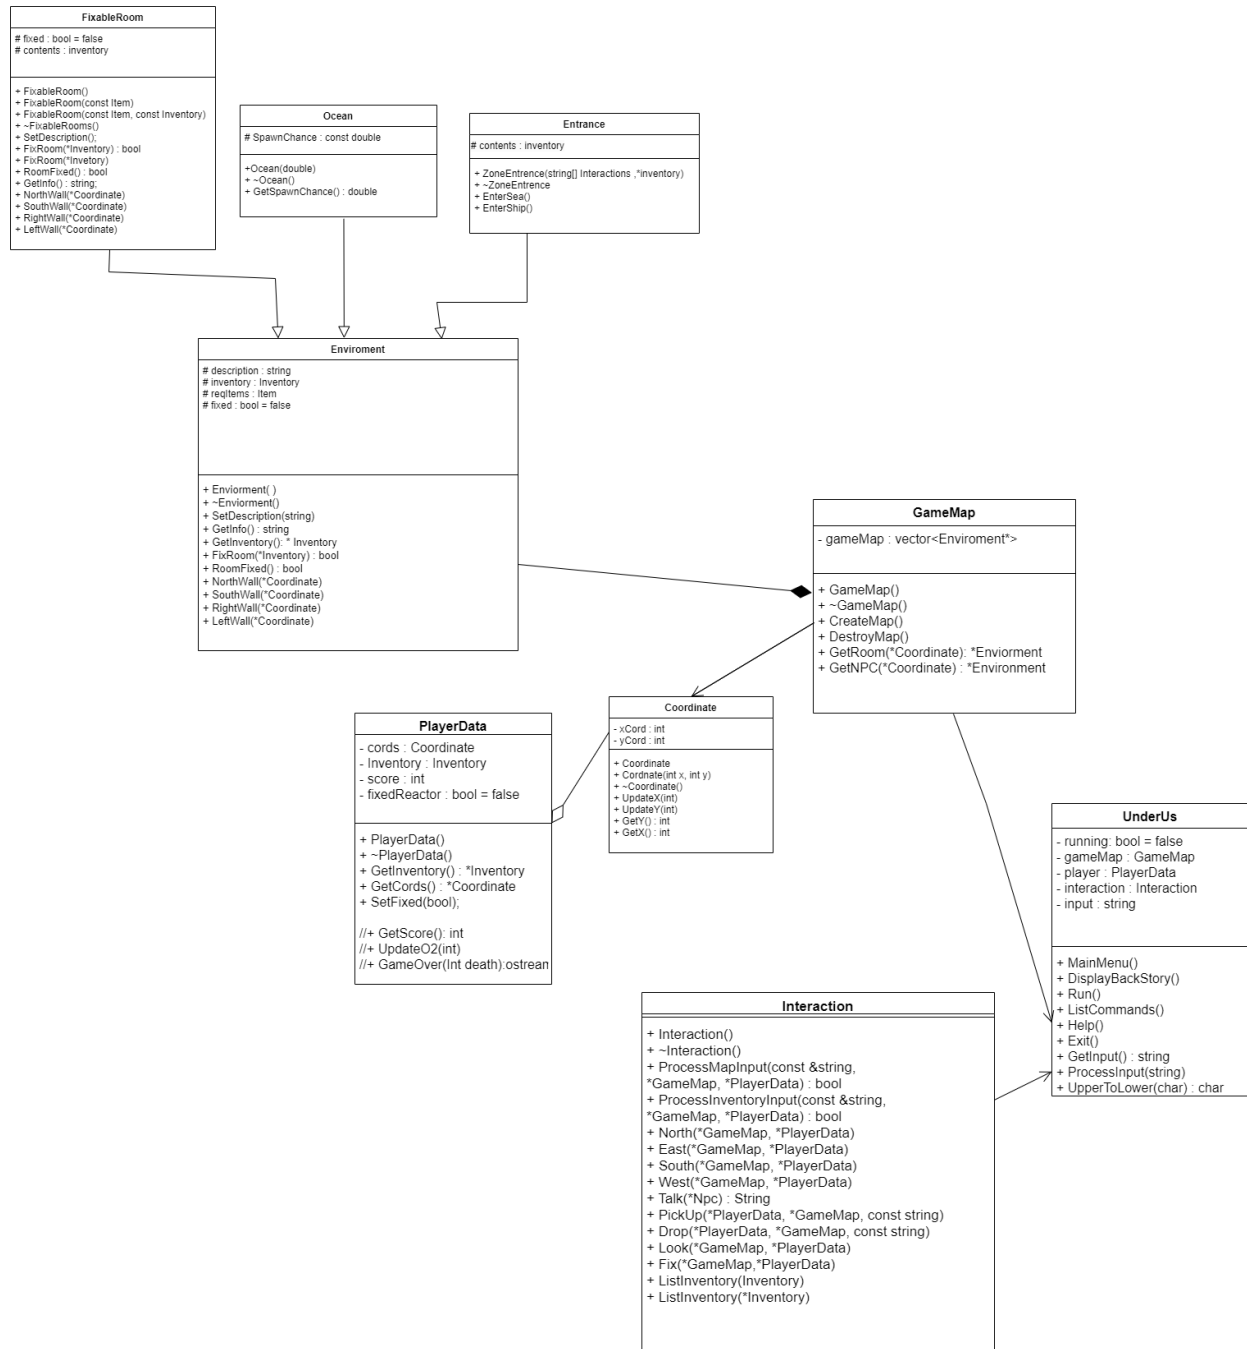 FixableRoom
# fixed : bool = false
# contents : inventory
+ FixableRoom()
+ FixableRoom(const Item)
+ FixableRoom(const Item, const Inventory)
+ ~FixableRooms()
+ SetDescription();
+ FixRoom(*Inventory) : bool
+ FixRoom(*Invetory)
+ RoomFixed() : bool
+ GetInfo() : string;
+ NorthWall(*Coordinate)
+ SouthWall(*Coordinate)
+ RightWall(*Coordinate)
+ LeftWall(*Coordinate)
Ocean
# SpawnChance : const double
+Ocean(double)
+ ~Ocean()
+ GetSpawnChance() : double
Entrance
# contents : inventory
+ ZoneEntrence(string[] Interactions ,*inventory)
+ ~ZoneEntrence
+ EnterSea()
+ EnterShip()
Enviroment
# description : string
# inventory : Inventory
# reqItems : Item
# fixed : bool = false
+ Enviorment( )
+ ~Enviorment()
+ SetDescription(string)
+ GetInfo() : string
+ GetInventory(): * Inventory
+ FixRoom(*Inventory) : bool
+ RoomFixed() : bool
+ NorthWall(*Coordinate)
+ SouthWall(*Coordinate)
+ RightWall(*Coordinate)
+ LeftWall(*Coordinate)
GameMap
- gameMap : vector<Enviroment*>
+ GameMap()
+ ~GameMap()
+ CreateMap()
+ DestroyMap()
+ GetRoom(*Coordinate): *Enviorment
+ GetNPC(*Coordinate) : *Environment
Coordinate
- xCord : int
- yCord : int
+ Coordinate
+ Cordnate(int x, int y)
+ ~Coordinate()
+ UpdateX(int)
+ UpdateY(int)
+ GetY() : int
+ GetX() : int
PlayerData
- cords : Coordinate
- Inventory : Inventory
- score : int
- fixedReactor : bool = false
+ PlayerData()
+ ~PlayerData()
+ GetInventory() : *Inventory
+ GetCords() : *Coordinate
+ SetFixed(bool);
//+ GetScore(): int
//+ UpdateO2(int)
//+ GameOver(Int death):ostream
UnderUs
- running: bool = false
- gameMap : GameMap
- player : PlayerData
- interaction : Interaction
- input : string
+ MainMenu()
+ DisplayBackStory()
+ Run()
+ ListCommands()
+ Help()
+ Exit()
+ GetInput() : string
+ ProcessInput(string)
+ UpperToLower(char) : char
Interaction
+ Interaction()
+ ~Interaction()
+ ProcessMapInput(const &string,
*GameMap, *PlayerData) : bool
+ ProcessInventoryInput(const &string,
*GameMap, *PlayerData) : bool
+ North(*GameMap, *PlayerData)
+ East(*GameMap, *PlayerData)
+ South(*GameMap, *PlayerData)
+ West(*GameMap, *PlayerData)
+ Talk(*Npc) : String
+ PickUp(*PlayerData, *GameMap, const string)
+ Drop(*PlayerData, *GameMap, const string)
+ Look(*GameMap, *PlayerData)
+ Fix(*GameMap,*PlayerData)
+ ListInventory(Inventory)
+ ListInventory(*Inventory)